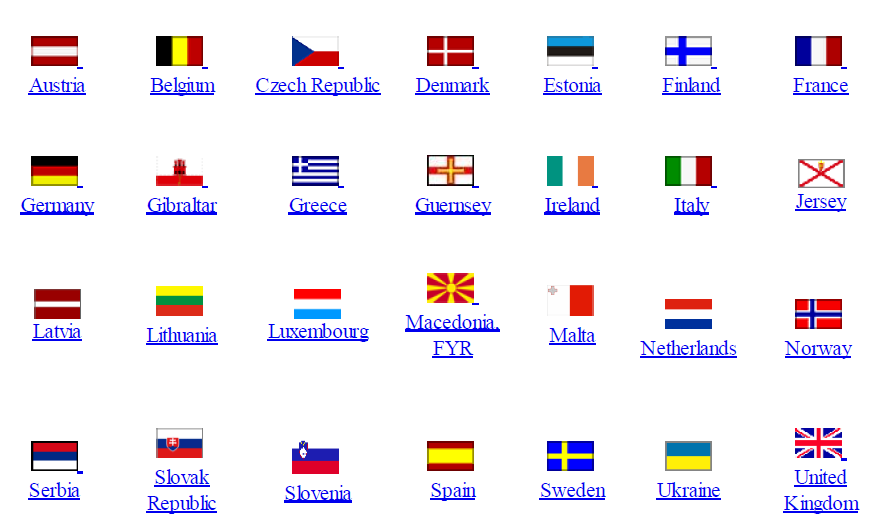 Austria
Belgium
Czech Republic
Denmark
Estonia
Finland
France
Germany
Gibraltar
Greece
Guernsey
Ireland
Italy
Jersey
Latvia
Lithuania
Luxembourg
Macedonia,
FYR
Malta
Netherlands
Norway
Serbia
Slovak
Republic
Slovenia
Spain
Sweden
Ukraine
United
Kingdom